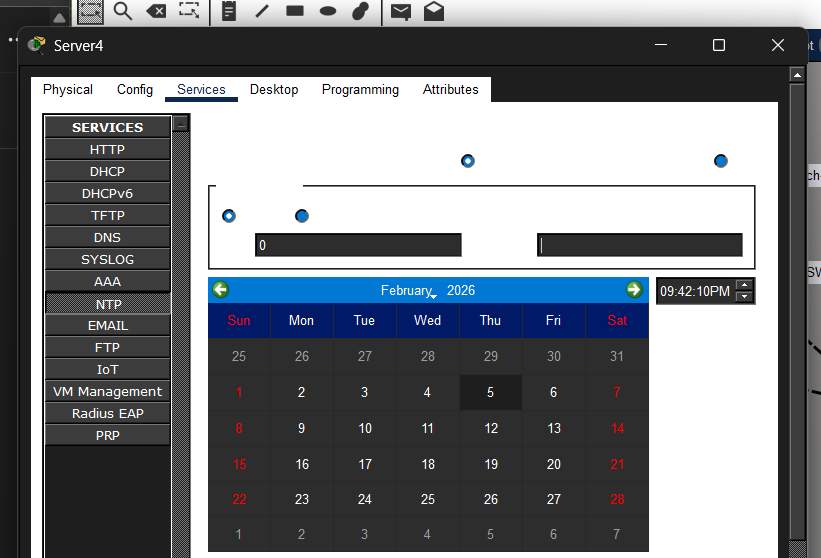 Server4
Physical Config Services Desktop Programming Attributes
SERVICES
HTTP
DHCP
DHCPv6
TFTP
DNS
SYSLOG
AAA
NTP
EMAIL
FTP
IoT
VM Management
Radius EAP
PRP
0
February 2026
09:42:10PM
Sun Mon Tue Wed Thu Fri Sat
25 26 27 28 29 30 31
1 2 3 4 5 6 7
8 9 10 11 12 13 14
15 16 17 18 19 20 21
22 23 24 25 26 27 28
1 2 3 4 5 6 7
ch-
SW